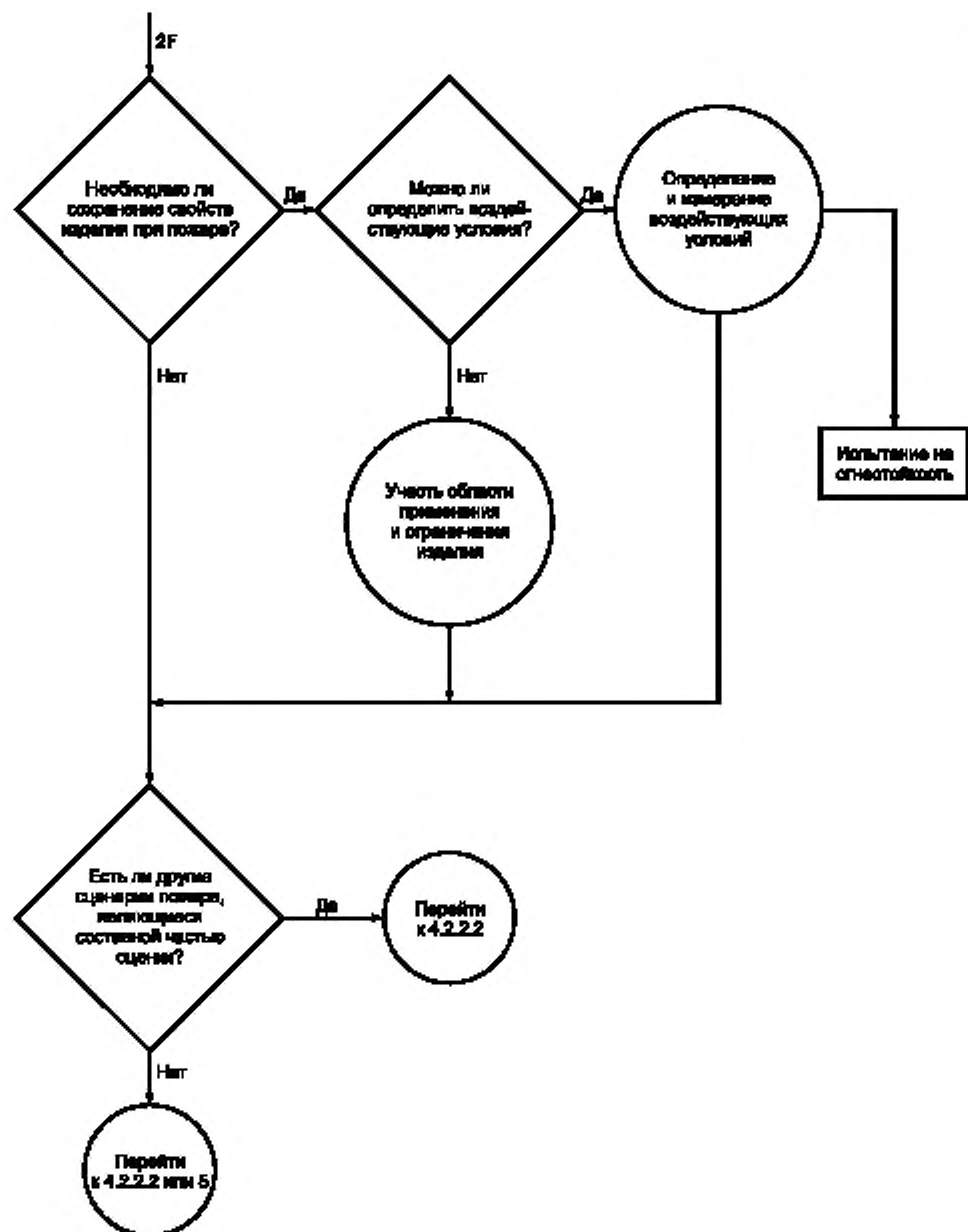 2F
Необходимо ли
сохранение свойств
изделия при пожаре?
Да
Можно ли
определить воздей-
ствующие условия?
Да
Определение
и измерение
воздействующих
условий
Нет
Нет
Испытание на
огнестойкость
Учесть области
применения
и ограничения
изделия
Есть ли другие
сценарии пожара,
являющиеся
составной частью
оценки?
Да
Перейти
к 4.2.2.2
Нет
Перейти
к 4.2.2.2 или 5